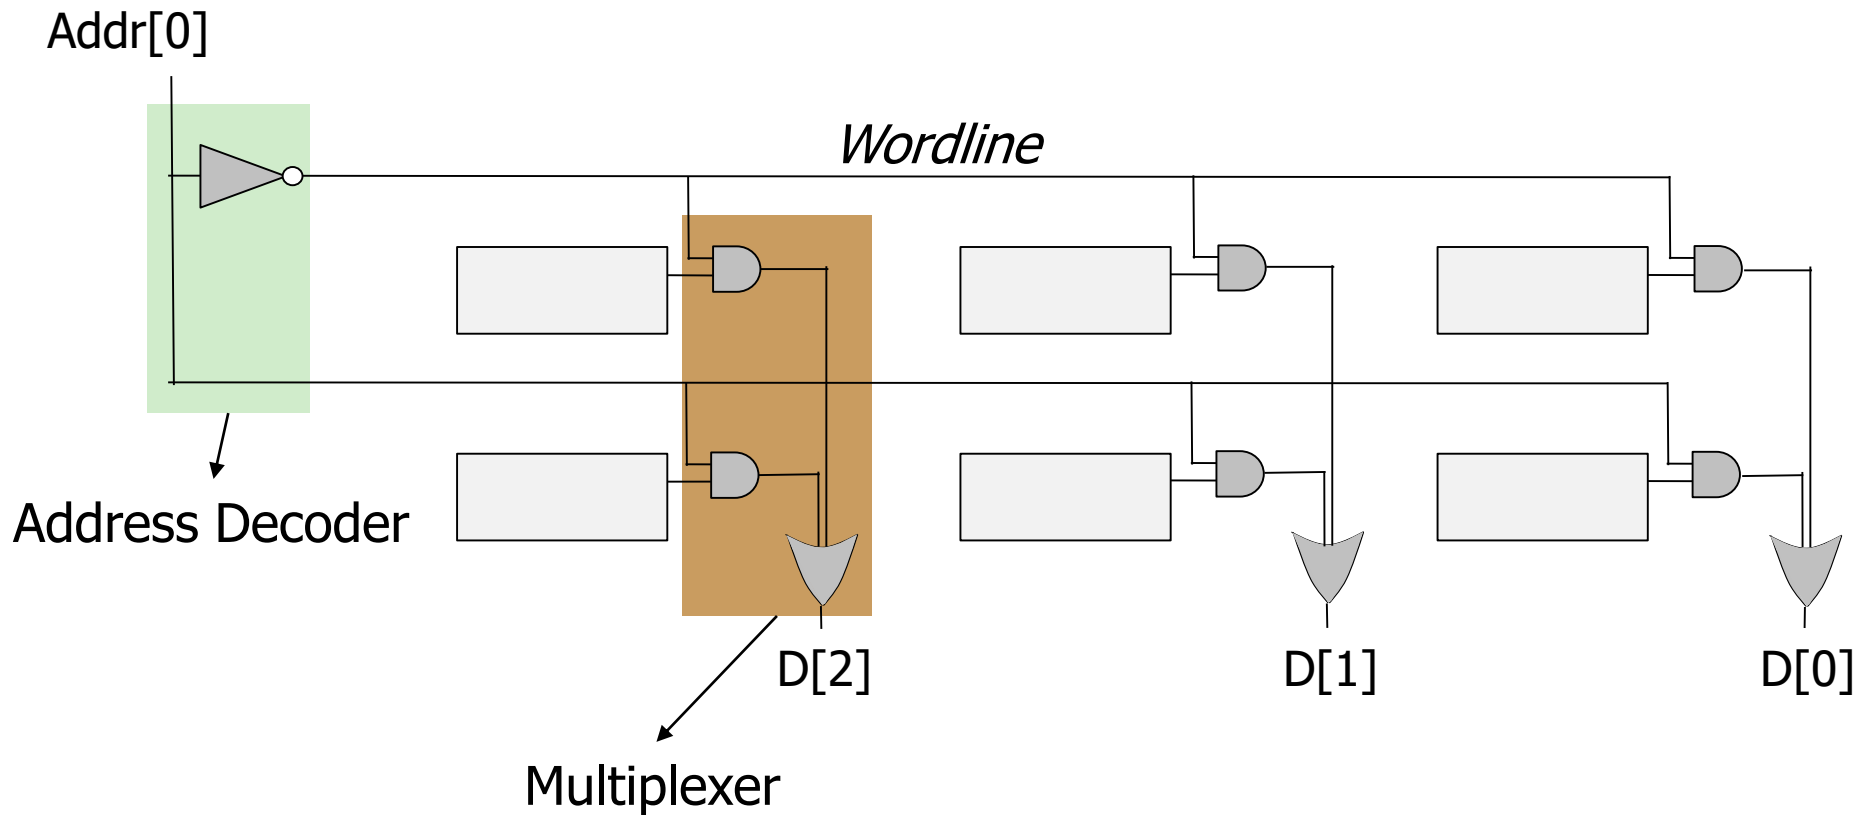 Addr[0]
Wordline
Address Decoder
D[2]
D[1]
D[0]
Multiplexer